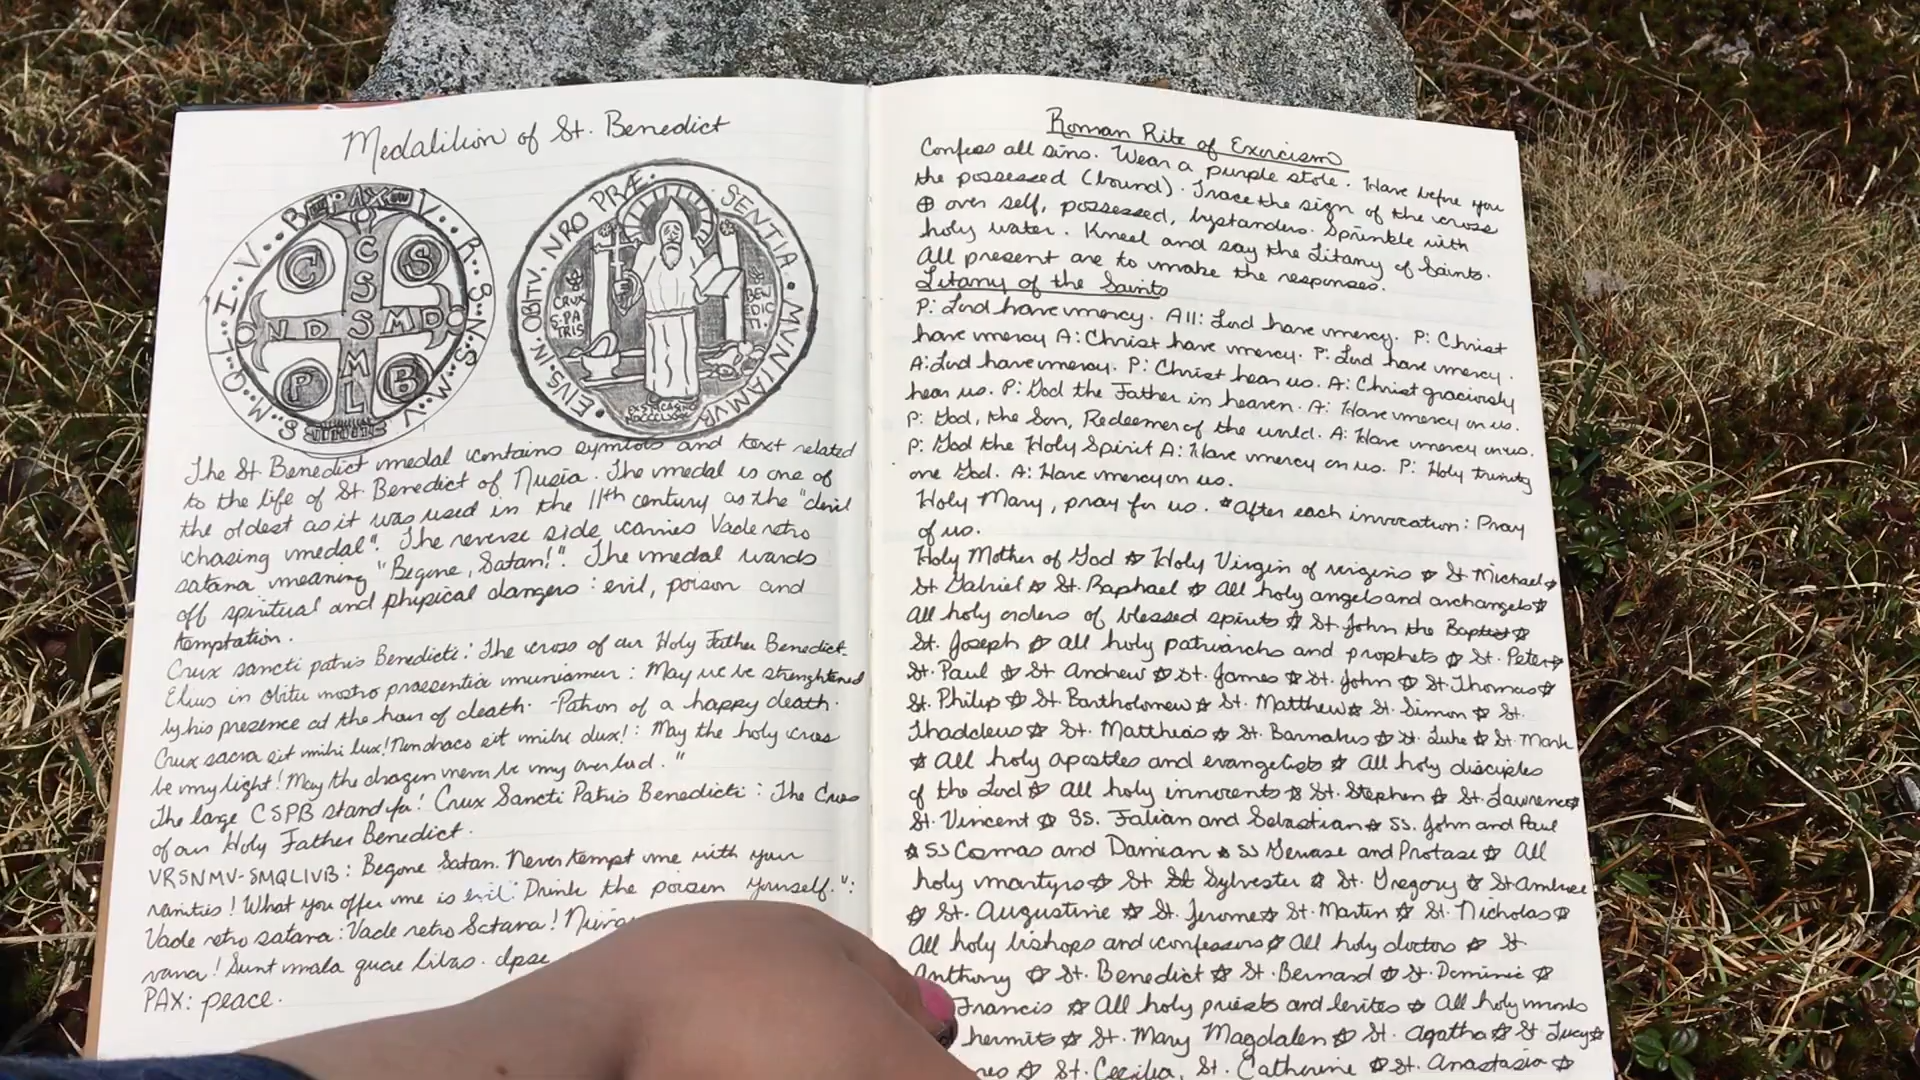 Medalilion of St. Benedict
V. R. S. N. S. M. V. S. M. Q. L. I. V. B
PAX
C S
C S S M L
N D S M D
P B
EIVS. IN. OBITV. NRO PRÆ. SENTIA. MVNIAMVR
CRUX
S. PA
TRIS
BEN
EDIC
TI.
The St Benedict medal contains symbols and text related
to the life of St. Benedict of Nusia. The medal is one of
the oldest as it was used in the 11th century as the "devil
chasing medal". The reverse side carries Vade retro
satana meaning "Begone, Satan!". The medal wards
off spiritual and physical dangers: evil, poison and
temptation.
Crux sancti patris Benedicti: The cross of our Holy Father Benedict.
Eius in obitu nostro praesentia muniamur: May we be strenghtened
by his presence at the hour of death. -Patron of a happy death.
Crux sacra sit mihi lux! Non draco sit mihi dux!: May the holy cross
be my light! May the dragon never be my overlord."
The large CSPB stand for: Crux Sancti Patris Benedicti: The Cross
of our Holy Father Benedict.
VRSNMV-SMQLIVB: Begone Satan. Never tempt me with your
vanities! What you offer me is evil. Drink the poison yourself.":
Vade retro satana: Vade retro Satana!
vana! Sunt mala quae libas. Ipse
PAX: peace.
Roman Rite of Exorcism
Confess all sins. Wear a purple stole. Have before you
the possessed (bound). Trace the sign of the cross
⊕ over self, possessed, bystanders. Sprinkle with
holy water. Kneel and say the Litany of Saints.
All present are to make the responses.
Litany of the Saints
P: Lord have mercy. All: Lord have mercy. P: Christ
have mercy A: Christ have mercy. P: Lord have mercy.
A: Lord have mercy. P: Christ hear us. A: Christ graciously
hear us. P: God the Father in heaven. A: Have mercy on us.
P: God, the Son, Redeemer of the world. A: Have mercy on us.
P: God the Holy Spirit A: Have mercy on us. P: Holy trinity
one God. A: Have mercy on us.
Holy Mary, pray for us. *After each invocation: Pray
of us.
Holy Mother of God ☆ Holy Virgin of virgins ☆ St Michael ☆
St Gabriel ☆ St. Raphael ☆ All holy angels and archangels ☆
All holy orders of blessed spirits ☆ St John the Baptist ☆
St. Joseph ☆ All holy patriarchs and prophets ☆ St. Peter ☆
St. Paul ☆ St Andrew ☆ St. James ☆ St. John ☆ St. Thomas ☆
St. Philip ☆ St. Bartholomew ☆ St. Matthew ☆ St. Simon ☆ St.
Thaddeus ☆ St. Matthais ☆ St. Barnabus ☆ St. Luke ☆ St. Mark
☆ All holy apostles and evangelists ☆ All holy disciples
of the Lord ☆ All holy innocents ☆ St. Stephen ☆ St. Lawrence ☆
St. Vincent ☆ SS. Fabian and Sebastian ☆ SS. John and Paul
☆ SS Cosmas and Damian ☆ SS Gervase and Protase ☆ All
holy martyrs ☆ St St Sylvester ☆ St. Gregory ☆ St Ambrose
☆ St. Augustine ☆ St. Jerome ☆ St. Martin ☆ St. Nicholas ☆
All holy bishops and confessors ☆ All holy doctors ☆ St
Anthony ☆ St. Benedict ☆ St. Bernard ☆ St. Dominic ☆
Francis ☆ All holy priests and levites ☆ All holy monks
hermits ☆ St. Mary Magdalen ☆ St. Agatha ☆ St Lucy ☆
☆ St. Cecilia, St. Catherine ☆ St. Anastasia ☆